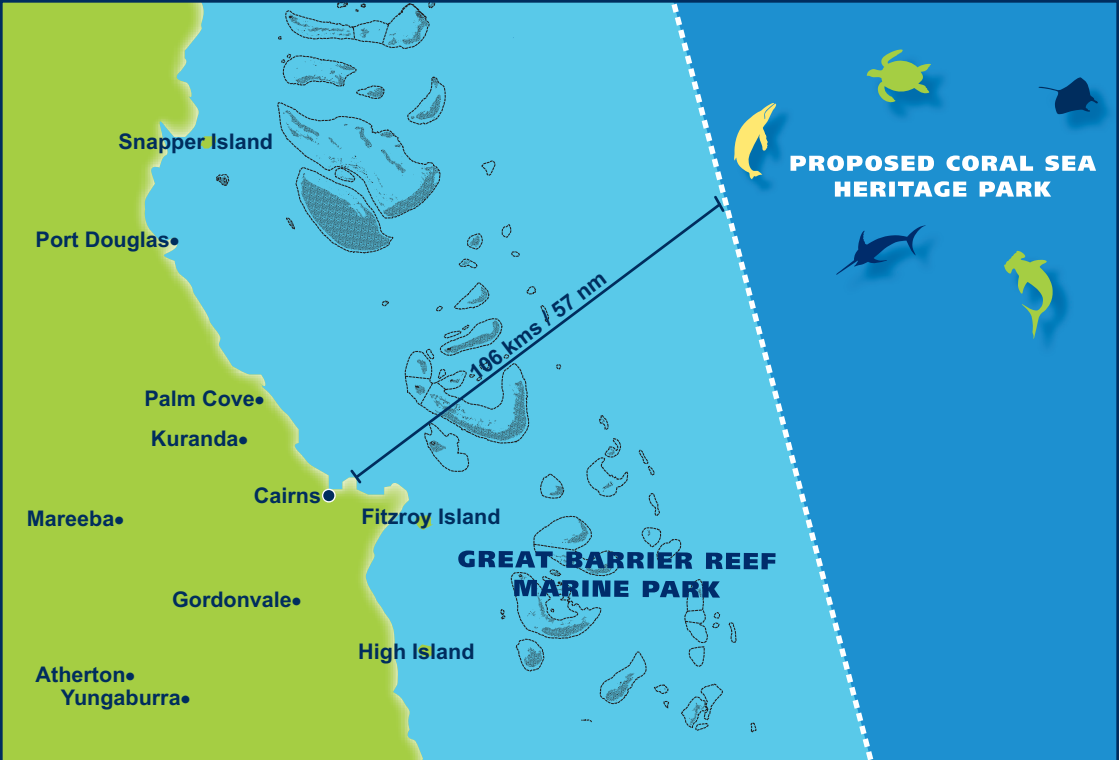 Snapper Island
PROPOSED CORAL SEA
HERITAGE PARK
Port Douglas
106 kms / 57 nm
Palm Cove
Kuranda
Cairns
Mareeba
Fitzroy Island
GREAT BARRIER REEF
MARINE PARK
Gordonvale
High Island
Atherton
Yungaburra